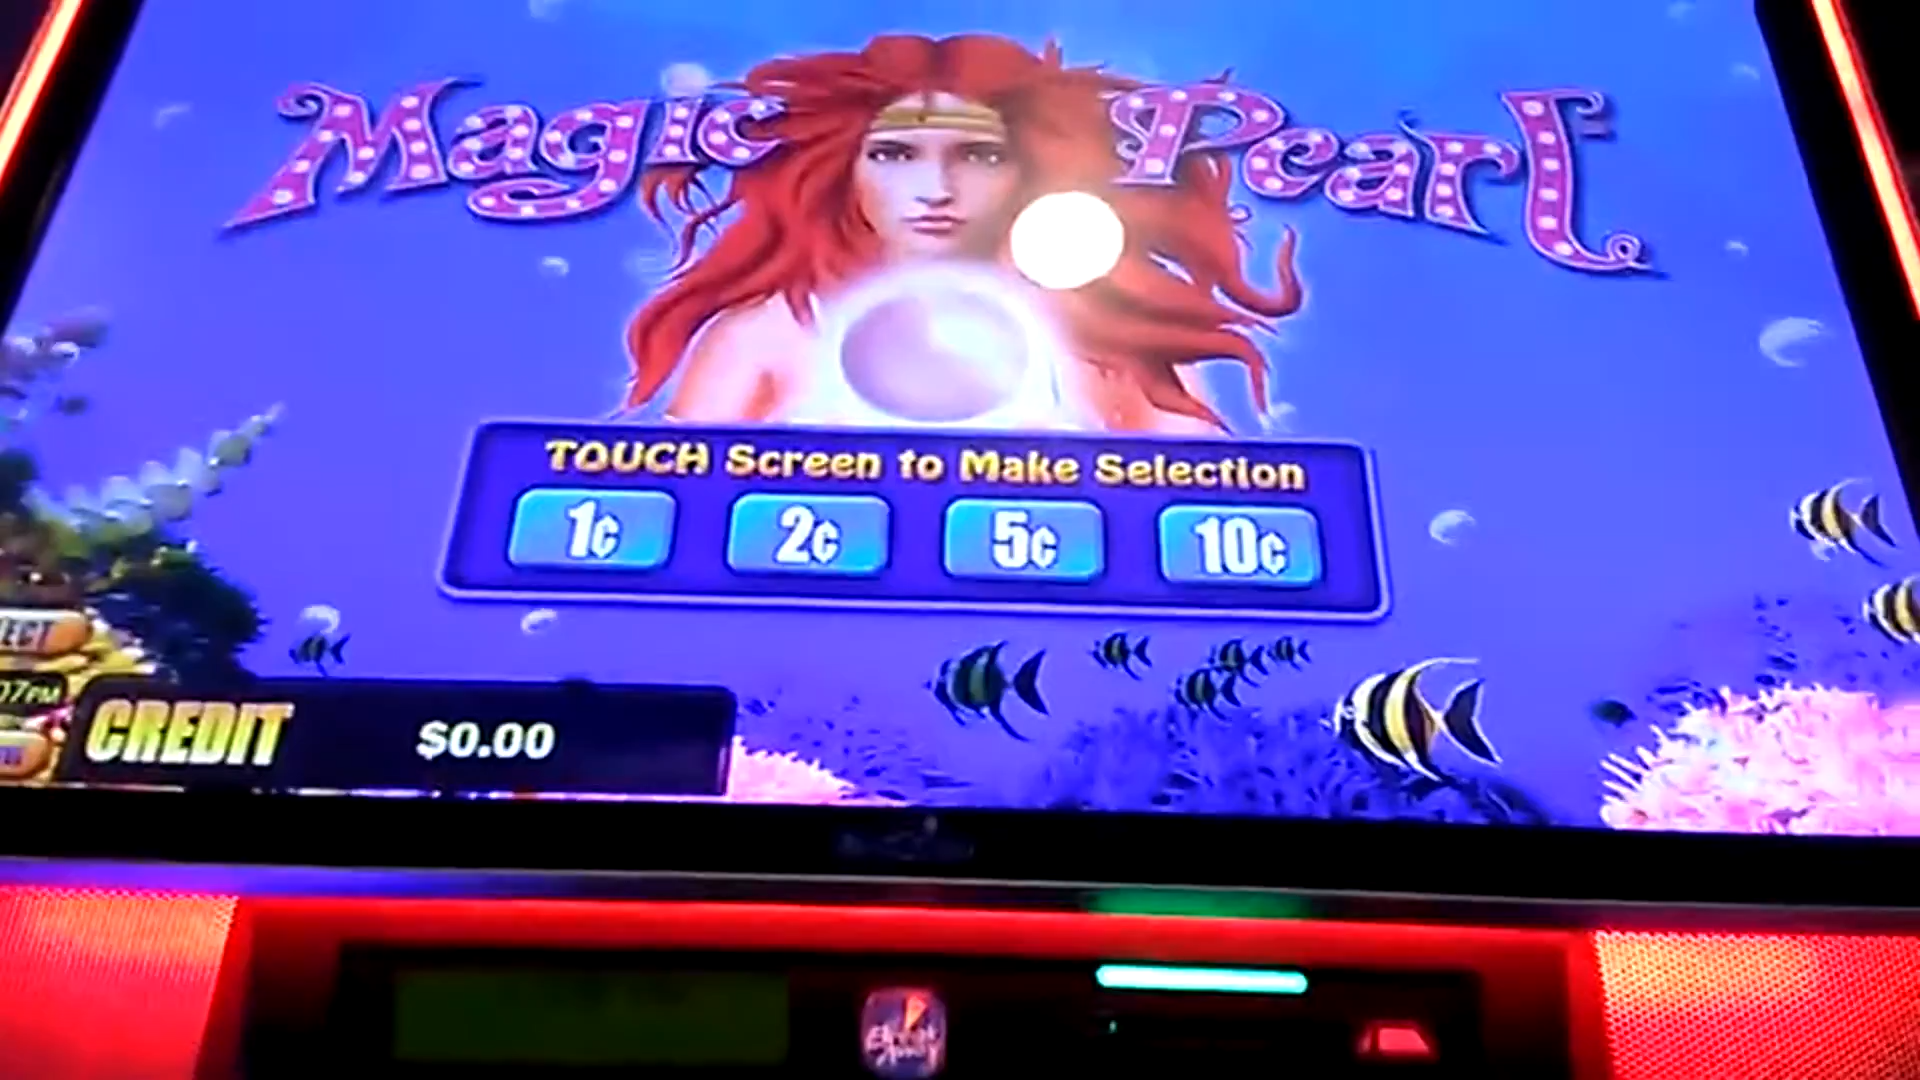 Magic Pearl
TOUCH Screen to Make Selection
1¢ 2¢ 5¢ 10¢
CREDIT $0.00